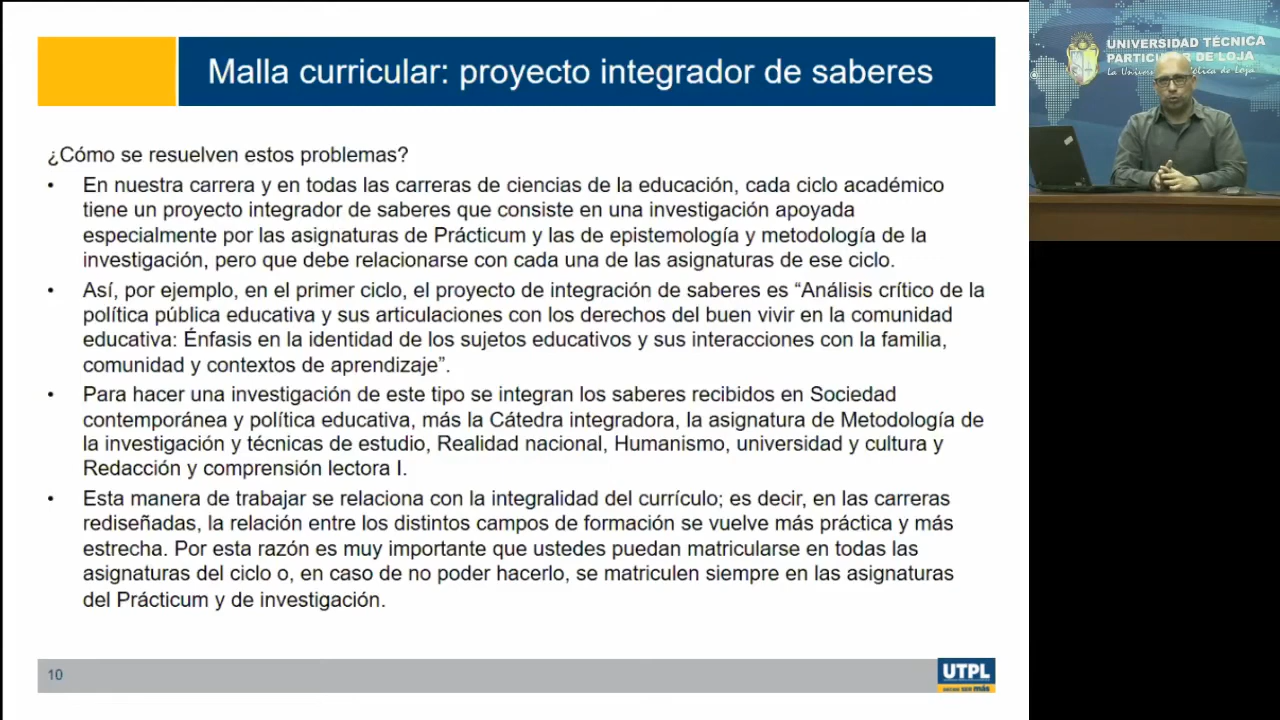 Malla curricular: proyecto integrador de saberes
¿Cómo se resuelven estos problemas?
• En nuestra carrera y en todas las carreras de ciencias de la educación, cada ciclo académico
tiene un proyecto integrador de saberes que consiste en una investigación apoyada
especialmente por las asignaturas de Prácticum y las de epistemología y metodología de la
investigación, pero que debe relacionarse con cada una de las asignaturas de ese ciclo.
• Así, por ejemplo, en el primer ciclo, el proyecto de integración de saberes es “Análisis crítico de la
política pública educativa y sus articulaciones con los derechos del buen vivir en la comunidad
educativa: Énfasis en la identidad de los sujetos educativos y sus interacciones con la familia,
comunidad y contextos de aprendizaje”.
• Para hacer una investigación de este tipo se integran los saberes recibidos en Sociedad
contemporánea y política educativa, más la Cátedra integradora, la asignatura de Metodología de
la investigación y técnicas de estudio, Realidad nacional, Humanismo, universidad y cultura y
Redacción y comprensión lectora I.
• Esta manera de trabajar se relaciona con la integralidad del currículo; es decir, en las carreras
rediseñadas, la relación entre los distintos campos de formación se vuelve más práctica y más
estrecha. Por esta razón es muy importante que ustedes puedan matricularse en todas las
asignaturas del ciclo o, en caso de no poder hacerlo, se matriculen siempre en las asignaturas
del Prácticum y de investigación.
10
UTPL
UNIVERSIDAD TÉCNICA
PARTICULAR DE LOJA
La Católica de Loja